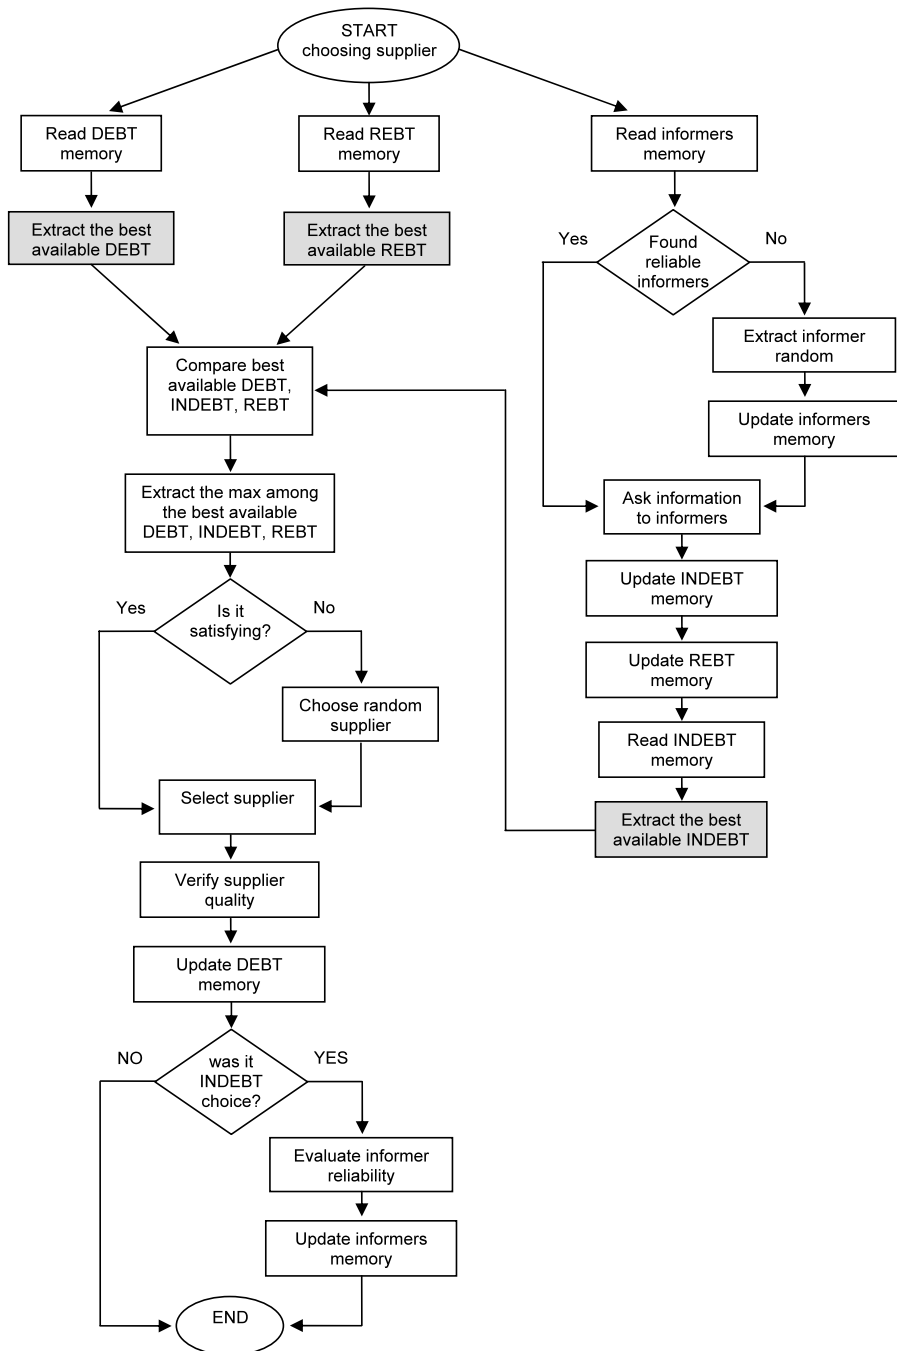 START
choosing supplier
Read DEBT
memory
Read REBT
memory
Read informers
memory
Extract the best
available DEBT
Extract the best
available REBT
Yes
Found
reliable
informers
No
Extract informer
random
Update informers
memory
Compare best
available DEBT,
INDEBT, REBT
Ask information
to informers
Extract the max among
the best available
DEBT, INDEBT, REBT
Update INDEBT
memory
Yes
Is it
satisfying?
No
Update REBT
memory
Choose random
supplier
Read INDEBT
memory
Select supplier
Extract the best
available INDEBT
Verify supplier
quality
Update DEBT
memory
NO
was it
INDEBT
choice?
YES
Evaluate informer
reliability
Update informers
memory
END